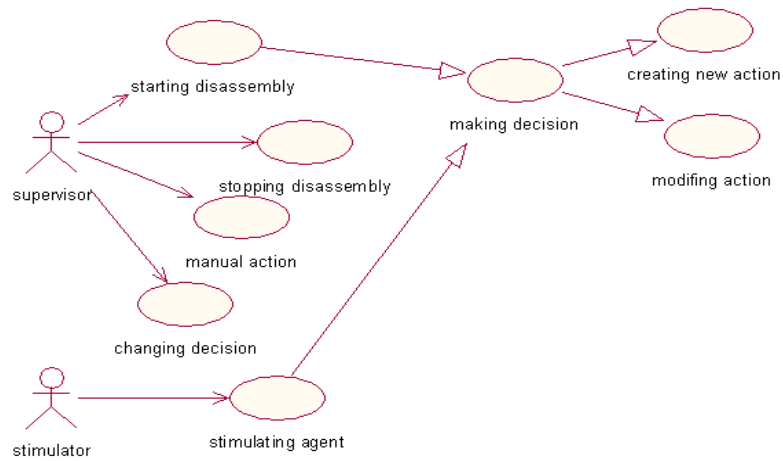 starting disassembly
creating new action
making decision
supervisor
stopping disassembly
modifing action
manual action
changing decision
stimulator
stimulating agent